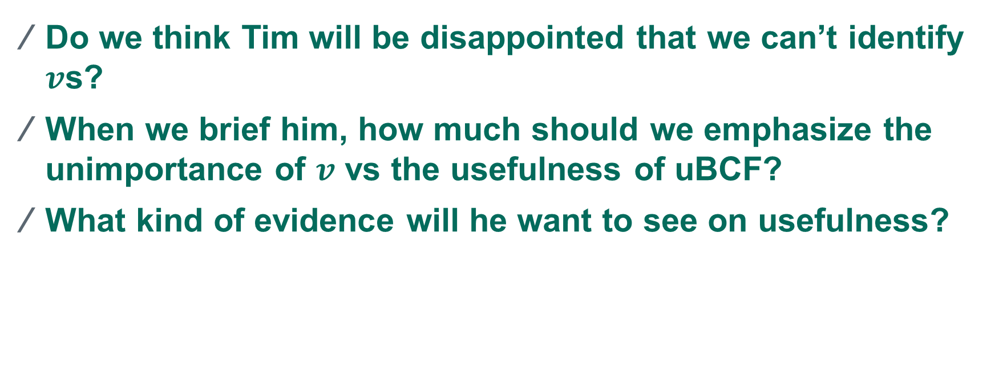 / Do we think Tim will be disappointed that we can’t identify
𝒗s?
/ When we brief him, how much should we emphasize the
unimportance of 𝒗 vs the usefulness of uBCF?
/ What kind of evidence will he want to see on usefulness?